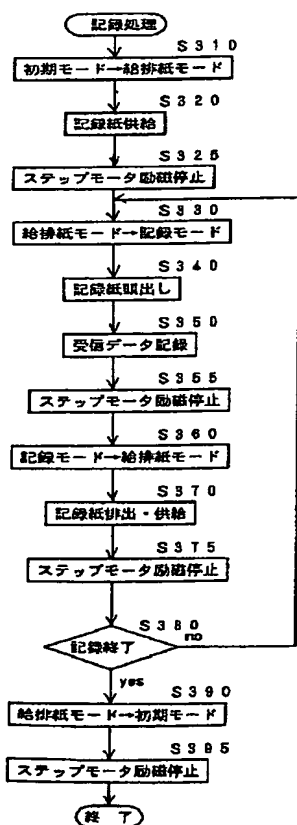 記録処理
S310
初期モード→給排紙モード
S320
記録紙供給
S325
ステップモータ励磁停止
S330
給排紙モード→記録モード
S340
記録紙取出し
S350
受信データ記録
S355
ステップモータ励磁停止
S360
記録モード→給排紙モード
S370
記録紙排出・供給
S375
ステップモータ励磁停止
S380
記録終了
no
yes
S390
給排紙モード→初期モード
S395
ステップモータ励磁停止
終 了